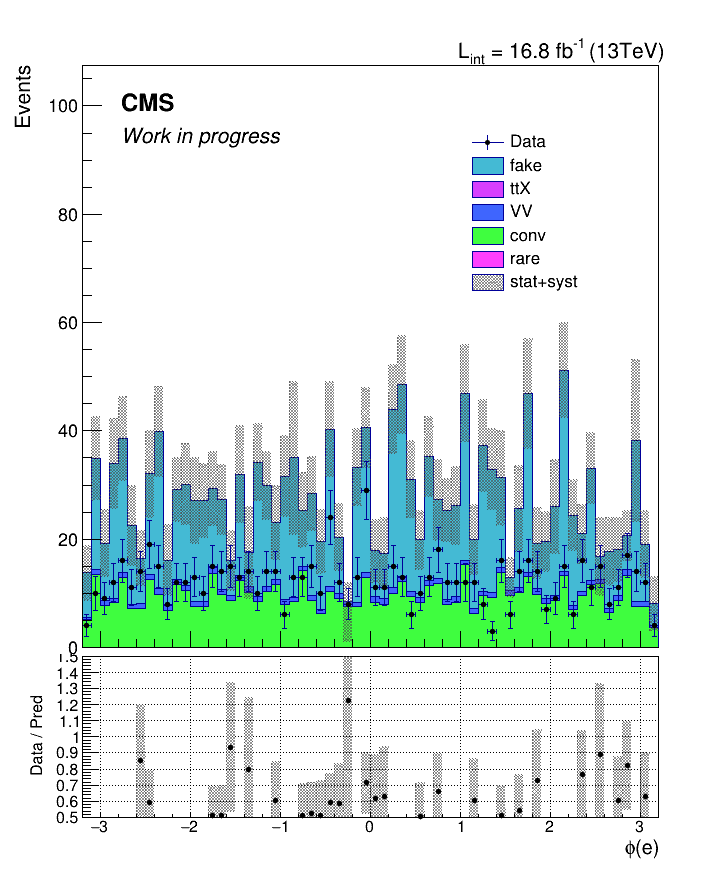 L_int = 16.8 fb^-1 (13TeV)
Events
CMS
Work in progress
Data
fake
ttX
VV
conv
rare
stat+syst
100
80
60
40
20
0
Data / Pred
1.5
1.4
1.3
1.2
1.1
1
0.9
0.8
0.7
0.6
0.5
−3 −2 −1 0 1 2 3
ϕ(e)